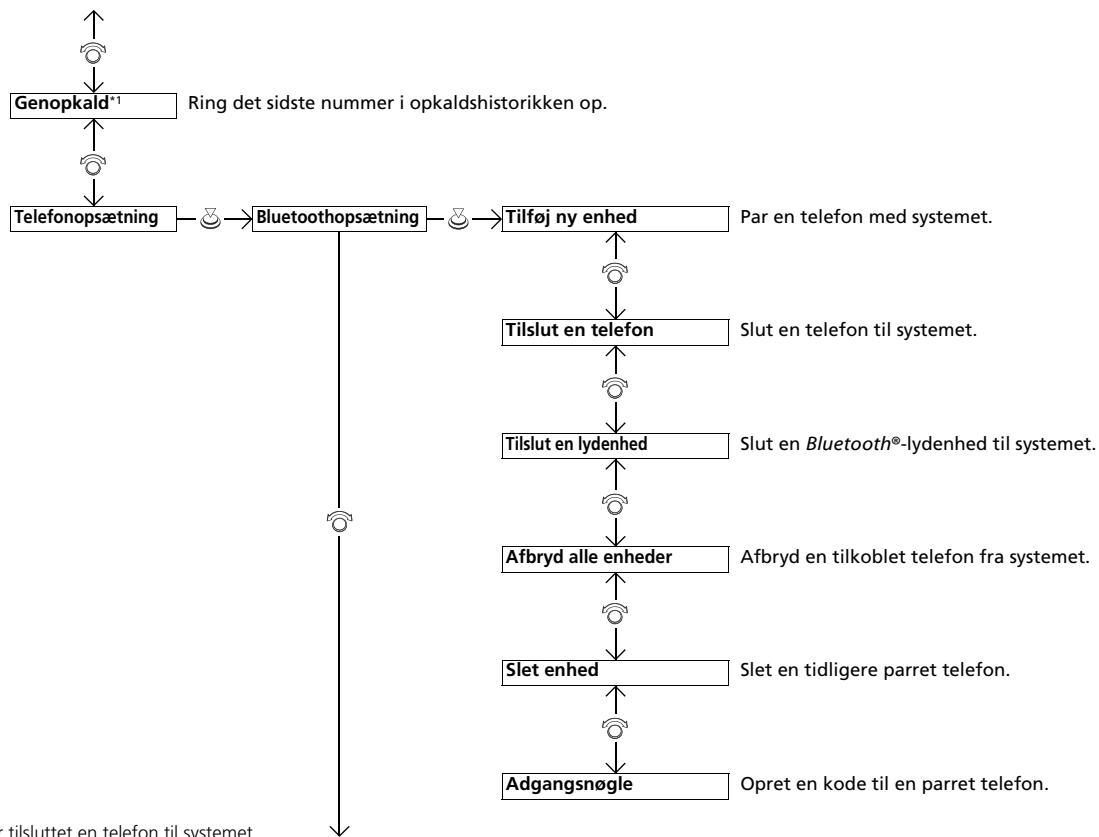 Genopkald*1 Ring det sidste nummer i opkaldshistorikken op.
Telefonopsætning Bluetoothopsætning Tilføj ny enhed Par en telefon med systemet.
Tilslut en telefon Slut en telefon til systemet.
Tilslut en lydenhed Slut en Bluetooth®-lydenhed til systemet.
Afbryd alle enheder Afbryd en tilkoblet telefon fra systemet.
Slet enhed Slet en tidligere parret telefon.
Adgangsnøgle Opret en kode til en parret telefon.
tilsluttet en telefon til systemet